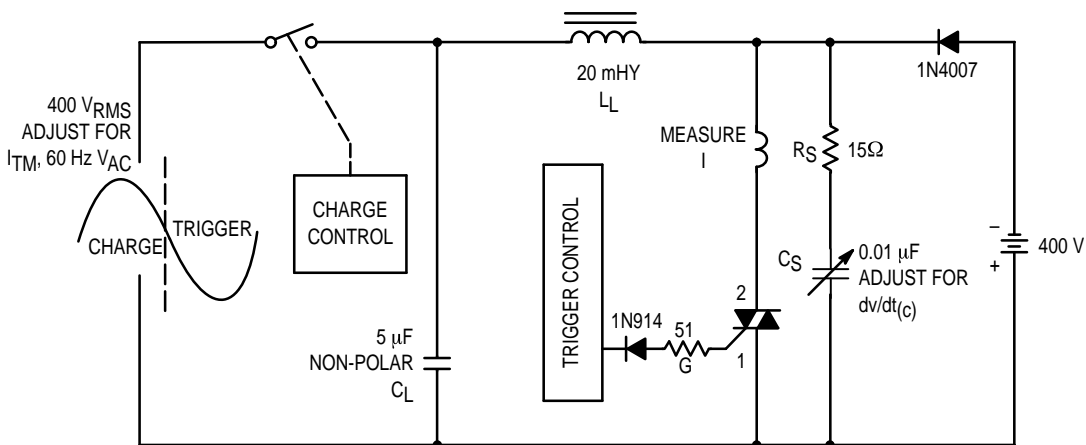 400 VRMS
ADJUST FOR
ITM, 60 Hz VAC
CHARGE
TRIGGER
CHARGE
CONTROL
5 μF
NON-POLAR
CL
20 mHY
LL
MEASURE
I
TRIGGER CONTROL
1N914
51
G
2
1
RS
15Ω
CS
0.01 μF
ADJUST FOR
dv/dt(c)
1N4007
–
+
400 V